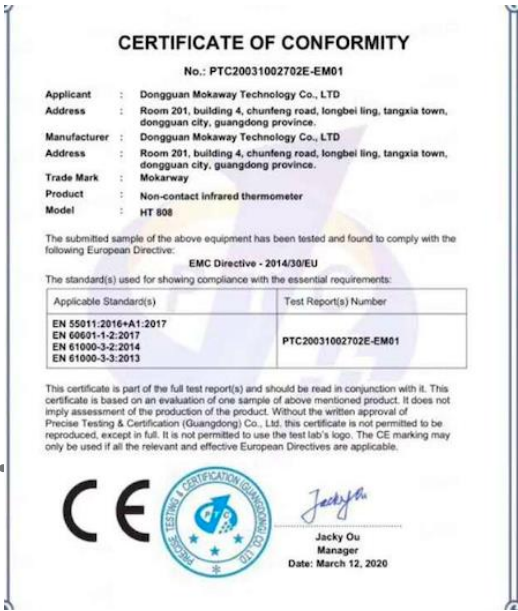 CERTIFICATE OF CONFORMITY
No.: PTC20031002702E-EM01
Applicant : Dongguan Mokaway Technology Co., LTD
Address : Room 201, building 4, chunfeng road, longbei ling, tangxia town,
dongguan city, guangdong province.
Manufacturer : Dongguan Mokaway Technology Co., LTD
Address : Room 201, building 4, chunfeng road, longbei ling, tangxia town,
dongguan city, guangdong province.
Trade Mark : Mokarway
Product : Non-contact infrared thermometer
Model : HT 808
The submitted sample of the above equipment has been tested and found to comply with the
following European Directive:
EMC Directive - 2014/30/EU
The standard(s) used for showing compliance with the essential requirements:
Applicable Standard(s) Test Report(s) Number
EN 55011:2016+A1:2017
EN 60601-1-2:2017
EN 61000-3-2:2014
EN 61000-3-3:2013
PTC20031002702E-EM01
This certificate is part of the full test report(s) and should be read in conjunction with it. This
certificate is based on an evaluation of one sample of above mentioned product. It does not
imply assessment of the production of the product. Without the written approval of
Precise Testing & Certification (Guangdong) Co., Ltd. this certificate is not permitted to be
reproduced, except in full. It is not permitted to use the test lab's logo. The CE marking may
only be used if all the relevant and effective European Directives are applicable.
CE
PRECISE TESTING & CERTIFICATION (GUANGDONG) CO., LTD
PTC
Jacky Ou
Jacky Ou
Manager
Date: March 12, 2020